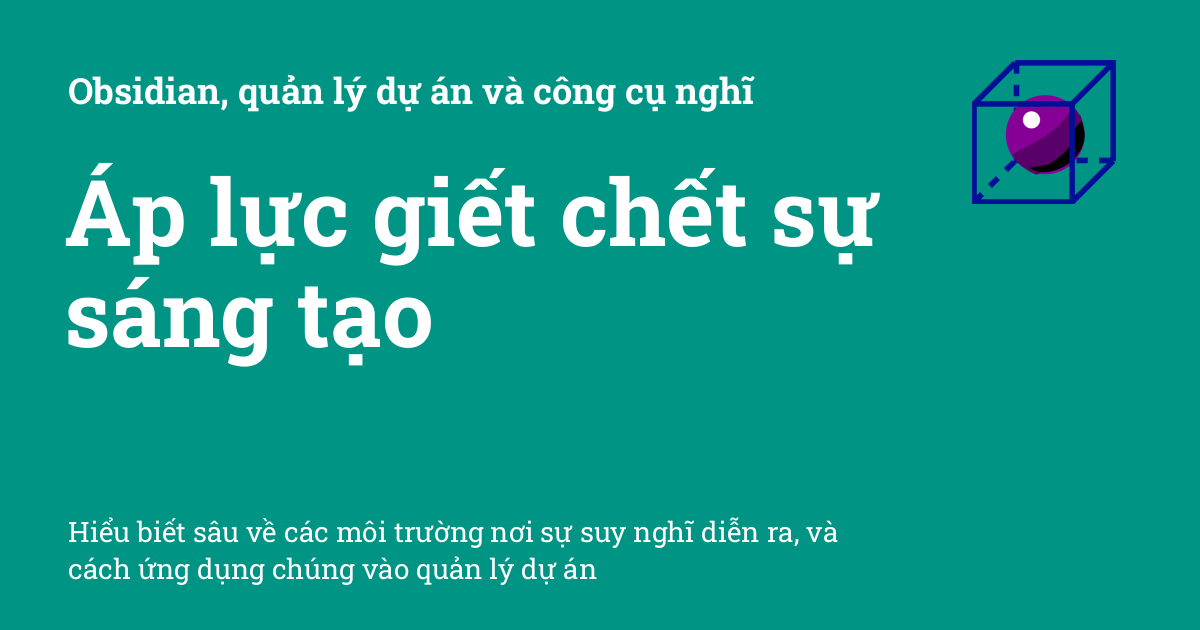 Obsidian, quản lý dự án và công cụ nghĩ
Áp lực giết chết sự
sáng tạo
Hiểu biết sâu về các môi trường nơi sự suy nghĩ diễn ra, và
cách ứng dụng chúng vào quản lý dự án